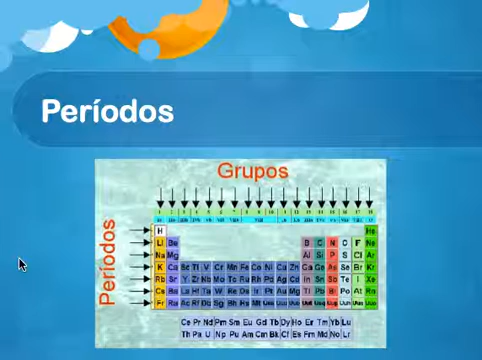 Períodos
Grupos
Períodos
H He
Li Be B C N O F Ne
Na Mg Si P S Cl Ar
K Ca Sc Ti V Cr Mn Fe Co Ni Cu Zn Ga Ge As Se Br Kr
Rb Sr Y Zr Nb Mo Tc Ru Rh Pd Ag Cd In Sn Sb Te I Xe
Cs Ba La Hf Ta W Re Os Ir Pt Au Hg Tl Pb Bi Po At Rn
Fr Ra Ac Rf Db Sg Bh Hs Mt
Ce Pr Nd Pm Sm Eu Gd Tb Dy Ho Er Tm Yb Lu
Th Pa U Np Pu Am Cm Bk Cf Es Fm Md No Lr